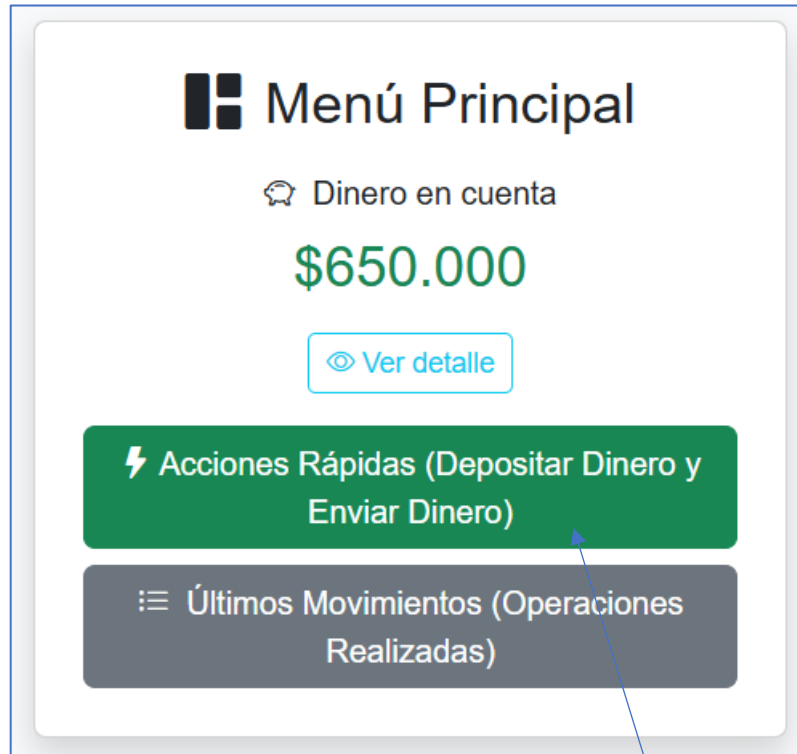 Menú Principal
Dinero en cuenta
$650.000
Ver detalle
Acciones Rápidas (Depositar Dinero y
Enviar Dinero)
Últimos Movimientos (Operaciones
Realizadas)